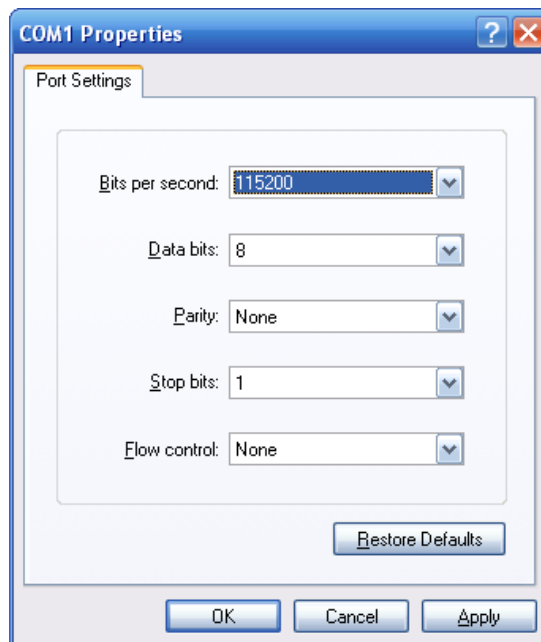 COM1 Properties
Port Settings
Bits per second: 115200
Data bits: 8
Parity: None
Stop bits: 1
Flow control: None
Restore Defaults
OK Cancel Apply